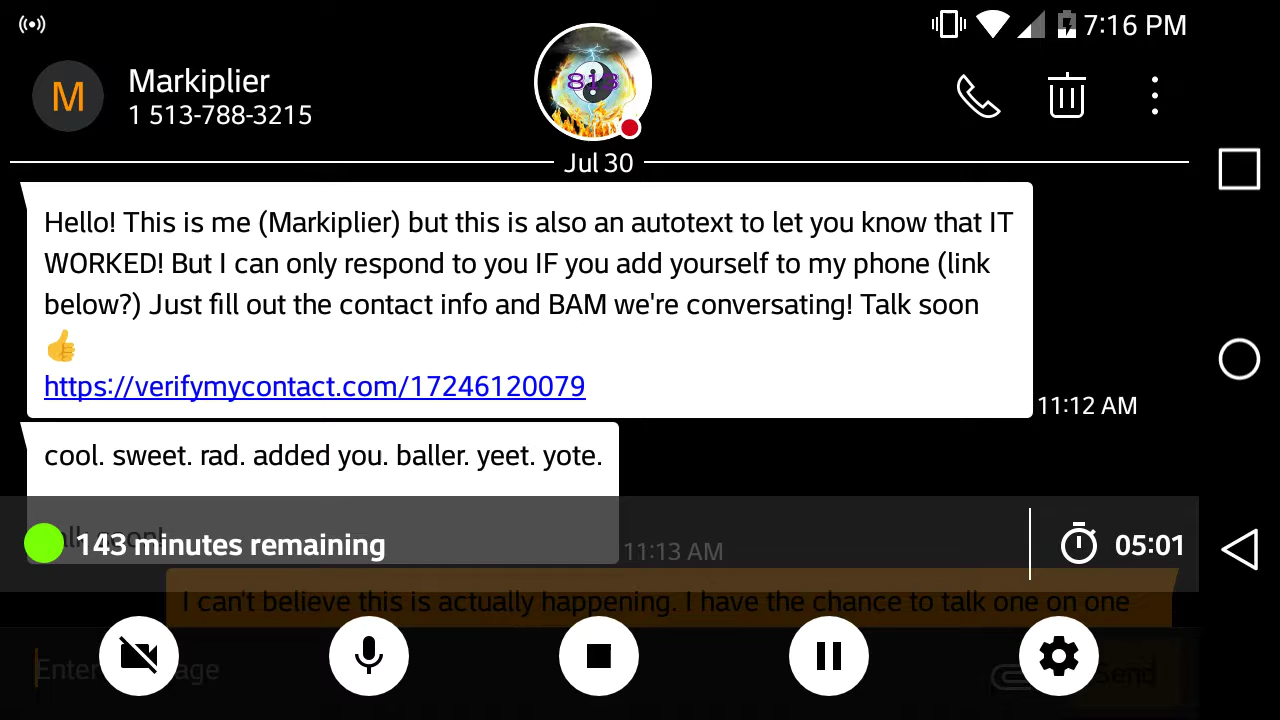 7:16 PM
M
Markiplier
1 513-788-3215
813
Jul 30
Hello! This is me (Markiplier) but this is also an autotext to let you know that IT
WORKED! But I can only respond to you IF you add yourself to my phone (link
below?) Just fill out the contact info and BAM we're conversating! Talk soon
👍
https://verifymycontact.com/17246120079
11:12 AM
cool. sweet. rad. added you. baller. yeet. yote.
143 minutes remaining
05:01
11:13 AM
I can't believe this is actually happening. I have the chance to talk one on one
Send